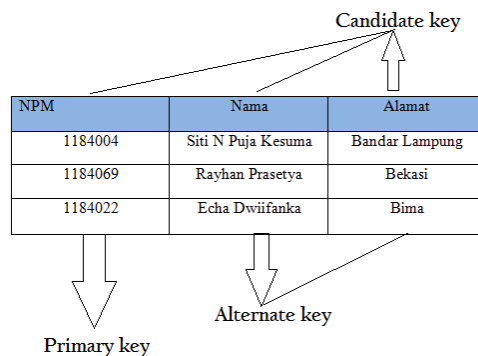 Candidate key
NPM Nama Alamat
1184004 Siti N Puja Kesuma Bandar Lampung
1184069 Rayhan Prasetya Bekasi
1184022 Echa Dwiifanka Bima
Alternate key
Primary key